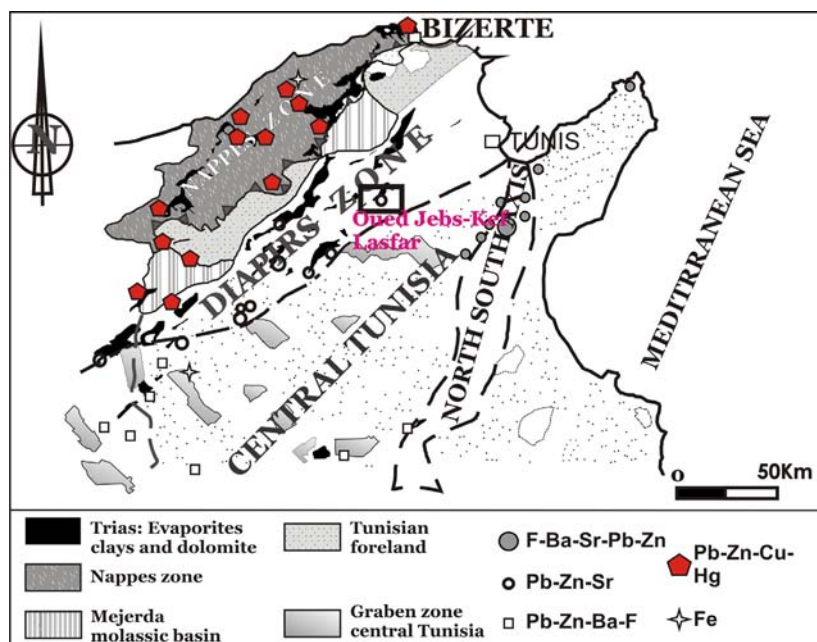 BIZERTE
N
NAPPES ZONE
TUNIS
DIAPIRS ZONE
Oued Jebs-Kef
Lasfar
CENTRAL TUNISIA
NORTH SOUTH AXIS
MEDITRRANEAN SEA
0
50Km
Trias: Evaporites
clays and dolomite
Nappes zone
Mejerda
molassic basin
Tunisian
foreland
Graben zone
central Tunisia
F-Ba-Sr-Pb-Zn
Pb-Zn-Sr
Pb-Zn-Ba-F
Pb-Zn-Cu-
Hg
Fe